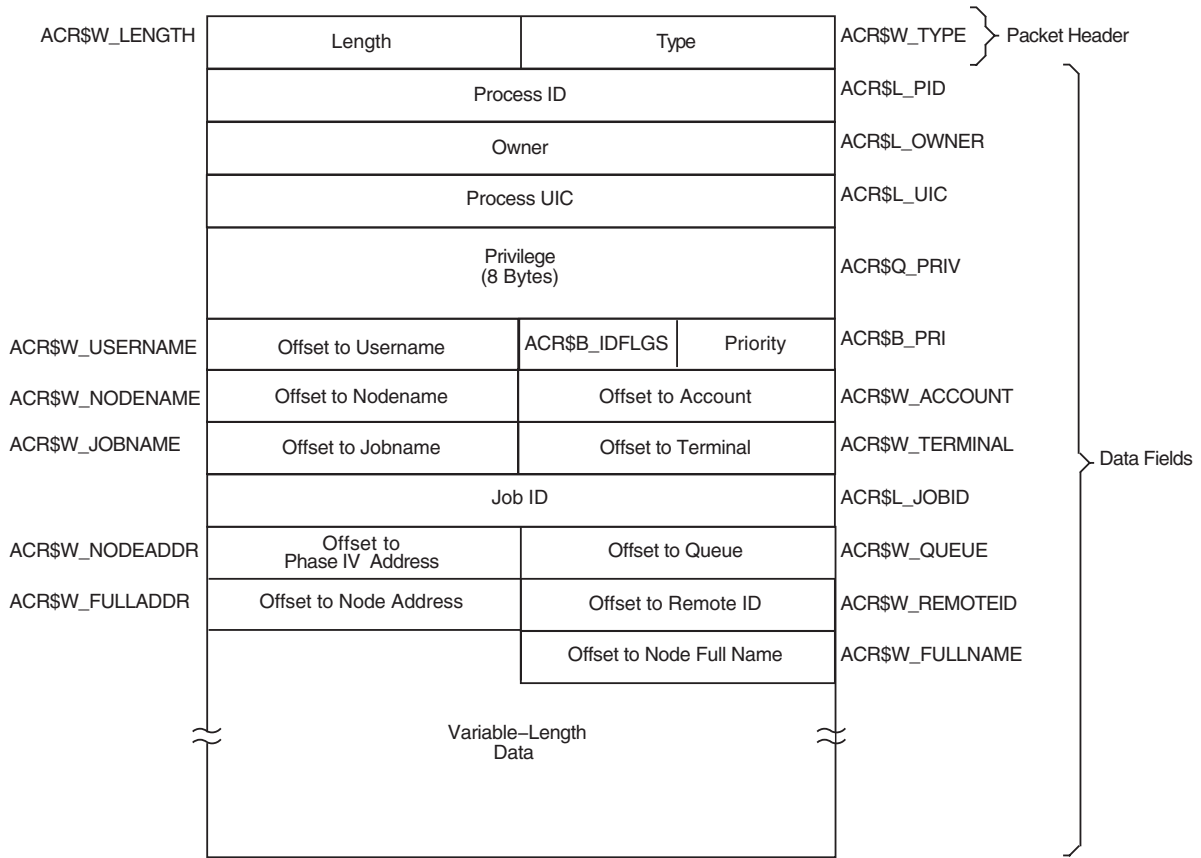 ACR$W_LENGTH Length Type ACR$W_TYPE Packet Header
Process ID ACR$L_PID
Owner ACR$L_OWNER
Process UIC ACR$L_UIC
Privilege
(8 Bytes) ACR$Q_PRIV
ACR$W_USERNAME Offset to Username ACR$B_IDFLGS Priority ACR$B_PRI
ACR$W_NODENAME Offset to Nodename Offset to Account ACR$W_ACCOUNT
ACR$W_JOBNAME Offset to Jobname Offset to Terminal ACR$W_TERMINAL
Data Fields
Job ID ACR$L_JOBID
ACR$W_NODEADDR Offset to
Phase IV Address Offset to Queue ACR$W_QUEUE
ACR$W_FULLADDR Offset to Node Address Offset to Remote ID ACR$W_REMOTEID
Offset to Node Full Name ACR$W_FULLNAME
Variable–Length
Data